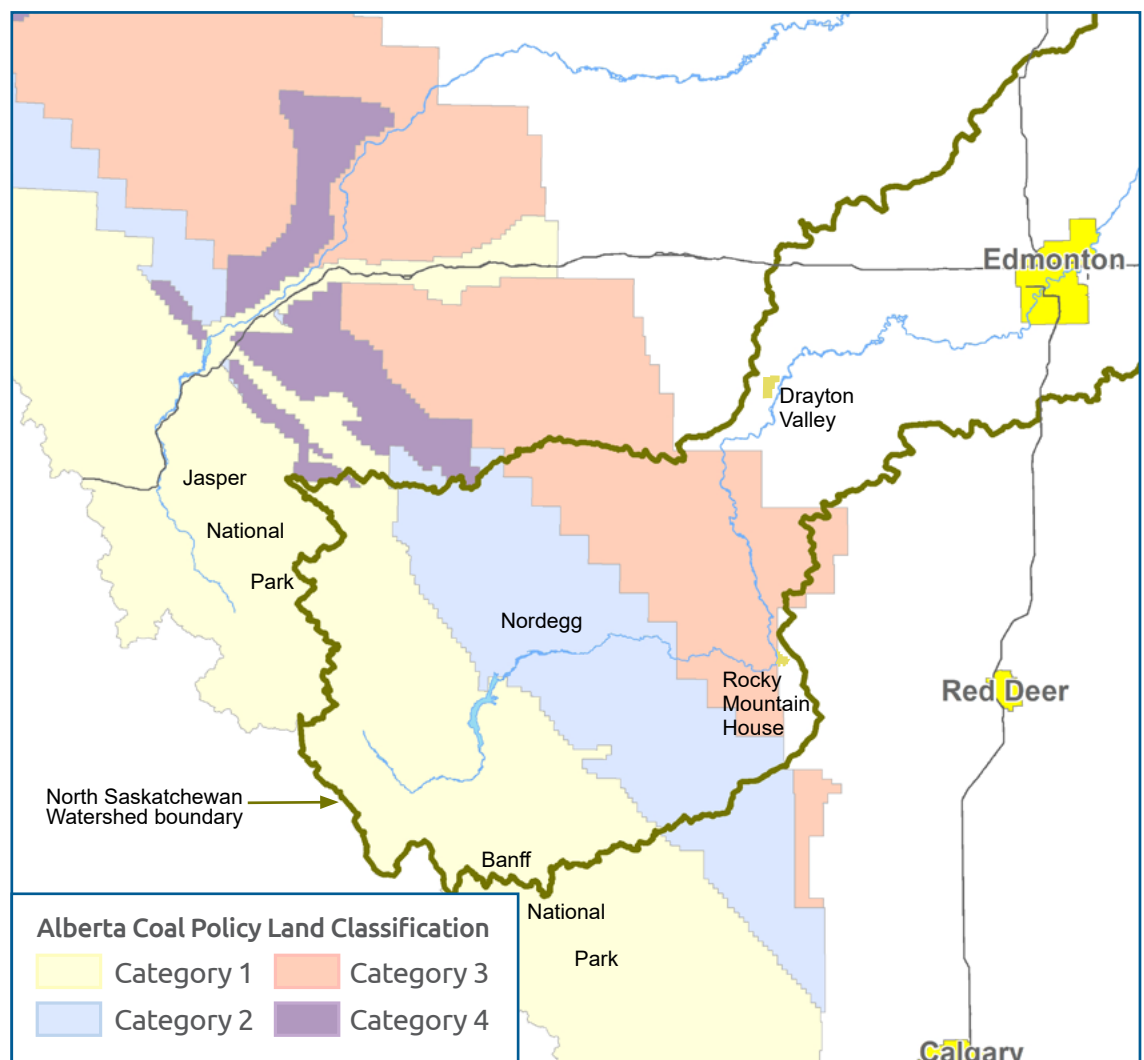 Edmonton
Drayton
Valley
Jasper
National
Park
Nordegg
Rocky
Mountain
House
Red Deer
North Saskatchewan
Watershed boundary
Banff
National
Park
Alberta Coal Policy Land Classification
Category 1
Category 3
Category 2
Category 4
Calgary